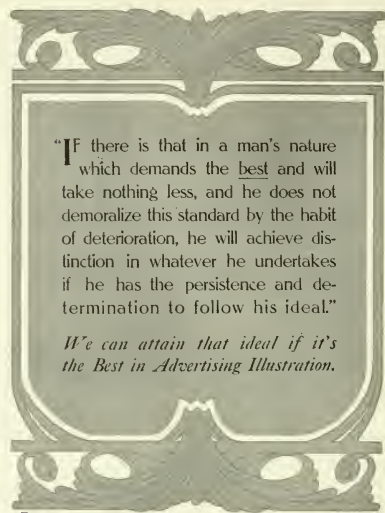 "IF there is that in a man's nature
which demands the best and will
take nothing less, and he does not
demoralize this standard by the habit
of deterioration, he will achieve dis-
tinction in whatever he undertakes
if he has the persistence and de-
termination to follow his ideal."
We can attain that ideal if it's
the Best in Advertising Illustration.